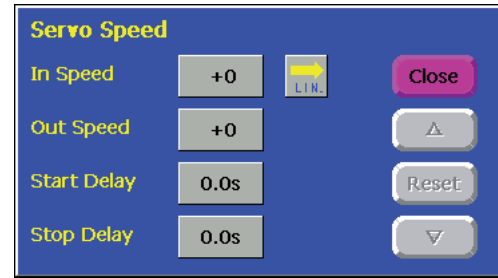 Servo Speed
In Speed +0 LIN. Close
Out Speed +0
Start Delay 0.0s Reset
Stop Delay 0.0s